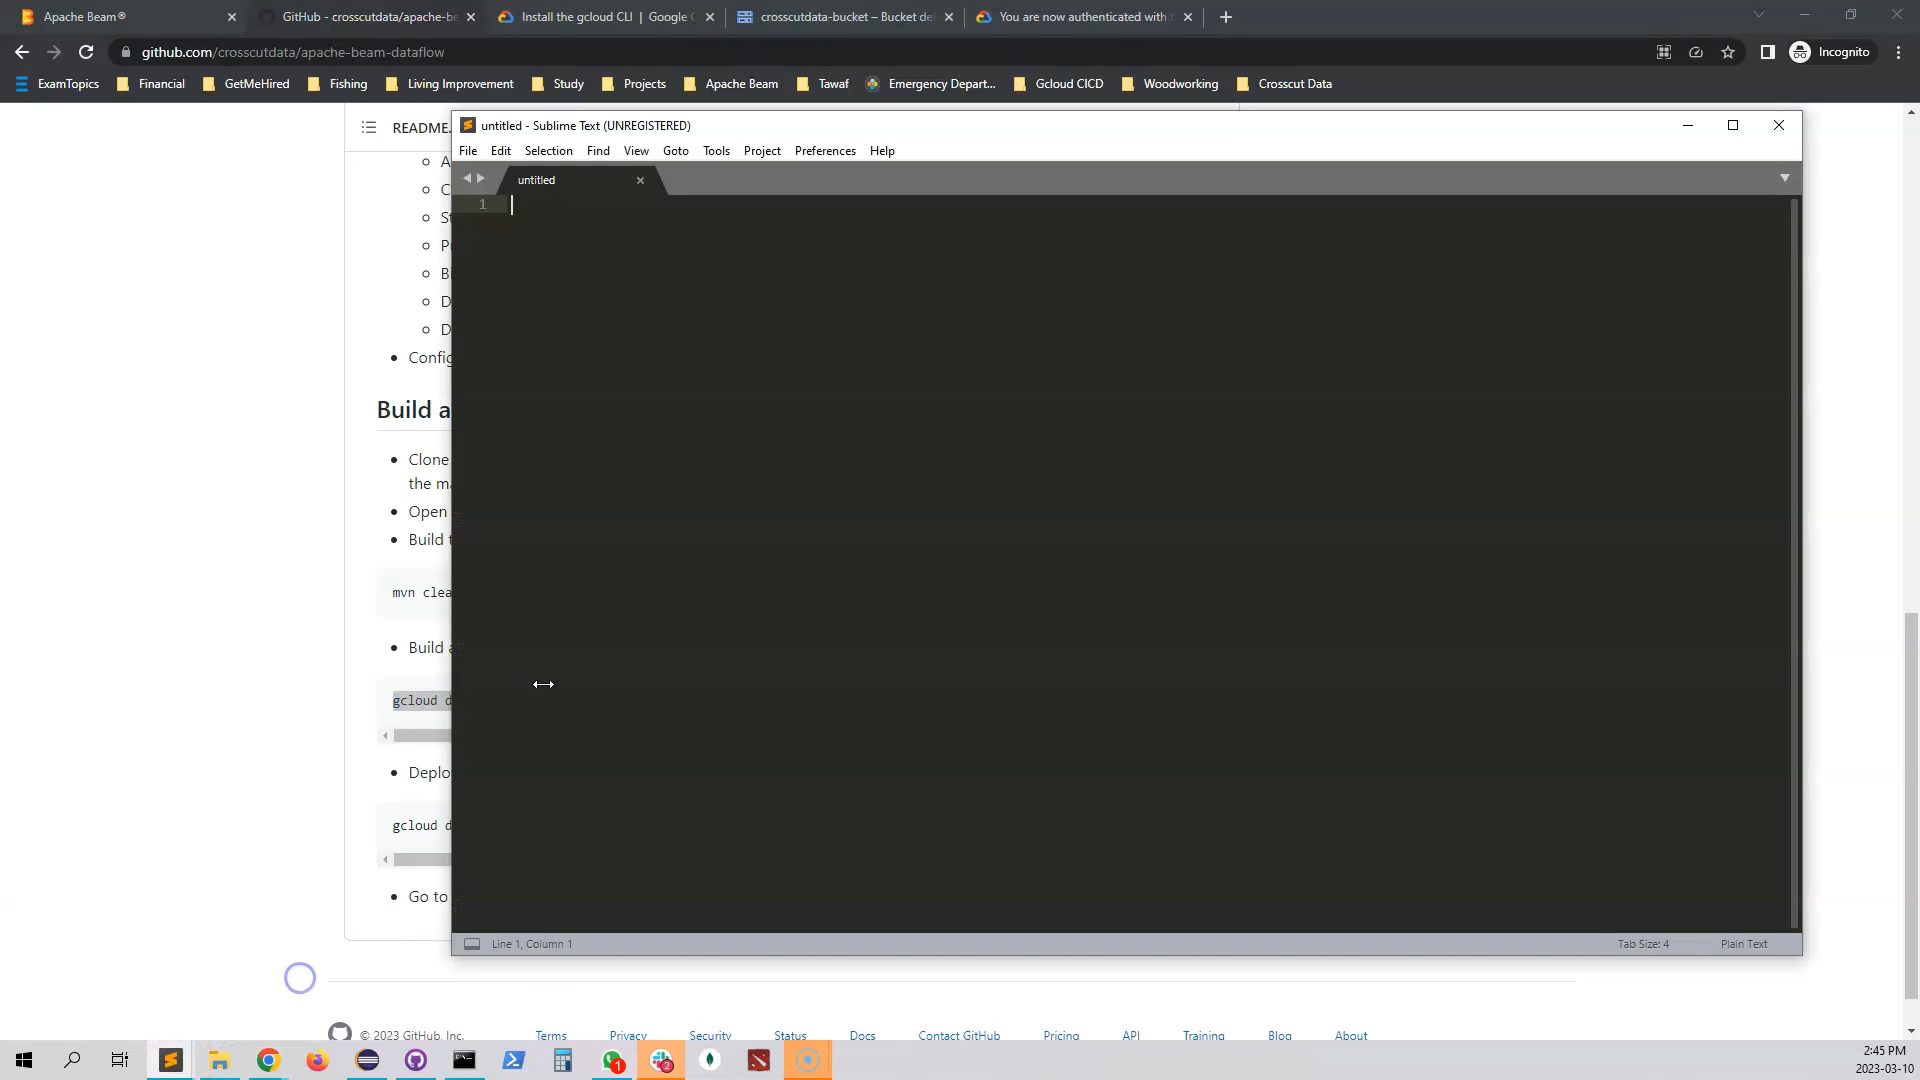 Apache Beam®
GitHub - crosscutdata/apache-be
Install the gcloud CLI | Google C
crosscutdata-bucket – Bucket de
You are now authenticated with
github.com/crosscutdata/apache-beam-dataflow
Incognito
ExamTopics
Financial
GetMeHired
Fishing
Living Improvement
Study
Projects
Apache Beam
Tawaf
Emergency Depart...
Gcloud CICD
Woodworking
Crosscut Data
README.
untitled - Sublime Text (UNREGISTERED)
File Edit Selection Find View Goto Tools Project Preferences Help
untitled
1
A
C
St
P
Bi
D
D
Config
Build a
Clone
the ma
Open
Build t
mvn clea
Build a
gcloud d
Deplo
gcloud d
Go to
Line 1, Column 1
Tab Size: 4
Plain Text
© 2023 GitHub, Inc.
Terms
Privacy
Security
Status
Docs
Contact GitHub
Pricing
API
Training
Blog
About
1
2
2:45 PM
2023-03-10